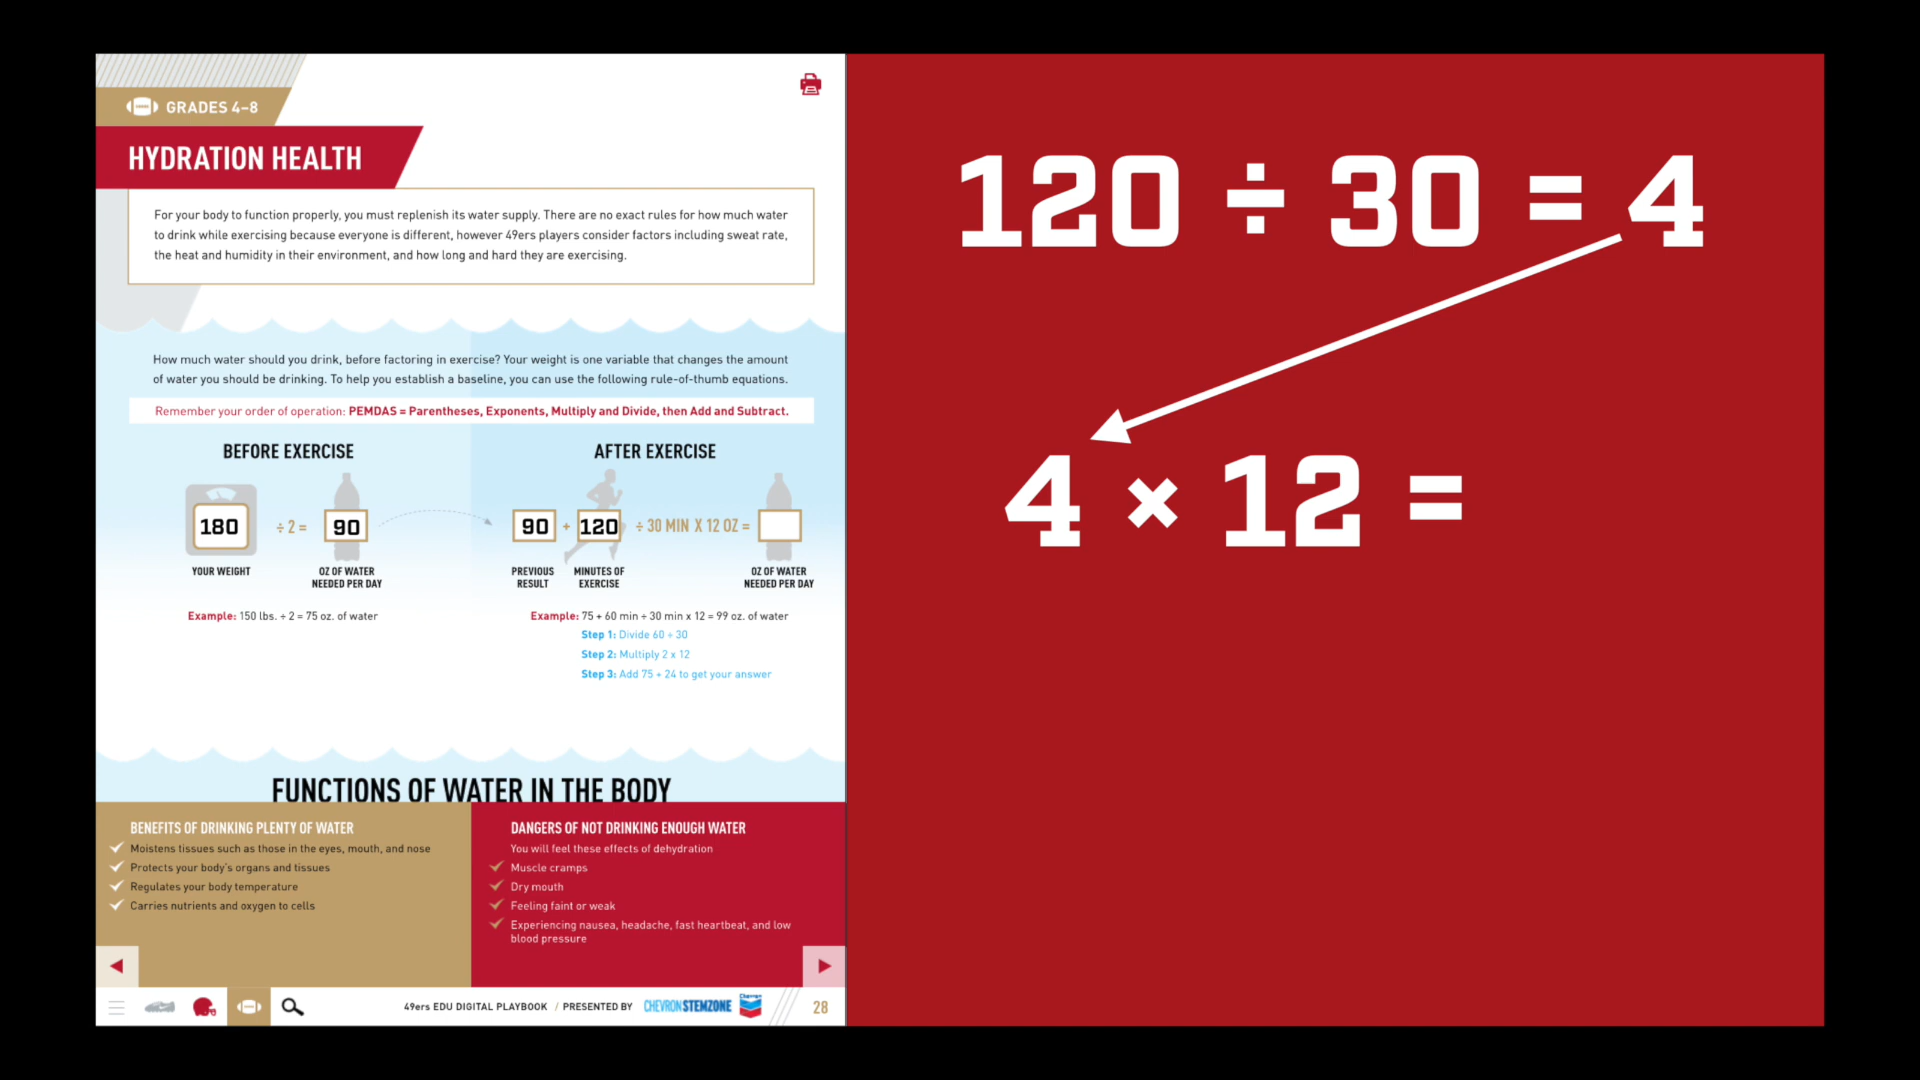 GRADES 4–8
HYDRATION HEALTH
For your body to function properly, you must replenish its water supply. There are no exact rules for how much water
to drink while exercising because everyone is different, however 49ers players consider factors including sweat rate,
the heat and humidity in their environment, and how long and hard they are exercising.
How much water should you drink, before factoring in exercise? Your weight is one variable that changes the amount
of water you should be drinking. To help you establish a baseline, you can use the following rule-of-thumb equations.
Remember your order of operation: PEMDAS = Parentheses, Exponents, Multiply and Divide, then Add and Subtract.
BEFORE EXERCISE
180 ÷ 2 = 90
YOUR WEIGHT
OZ OF WATER
NEEDED PER DAY
Example: 150 lbs. ÷ 2 = 75 oz. of water
AFTER EXERCISE
90 + 120 ÷ 30 MIN X 12 OZ =
PREVIOUS
RESULT
MINUTES OF
EXERCISE
OZ OF WATER
NEEDED PER DAY
Example: 75 + 60 min ÷ 30 min x 12 = 99 oz. of water
Step 1: Divide 60 ÷ 30
Step 2: Multiply 2 x 12
Step 3: Add 75 + 24 to get your answer
FUNCTIONS OF WATER IN THE BODY
BENEFITS OF DRINKING PLENTY OF WATER
Moistens tissues such as those in the eyes, mouth, and nose
Protects your body's organs and tissues
Regulates your body temperature
Carries nutrients and oxygen to cells
DANGERS OF NOT DRINKING ENOUGH WATER
You will feel these effects of dehydration
Muscle cramps
Dry mouth
Feeling faint or weak
Experiencing nausea, headache, fast heartbeat, and low
blood pressure
49ers EDU DIGITAL PLAYBOOK / PRESENTED BY CHEVRON STEMZONE Chevron 28
120 ÷ 30 = 4
4 × 12 =